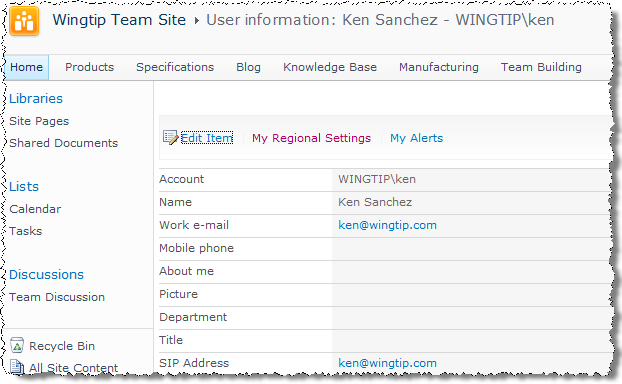 Wingtip Team Site ▸ User information: Ken Sanchez - WINGTIP\ken
Home Products Specifications Blog Knowledge Base Manufacturing Team Building
Libraries
Site Pages
Shared Documents
Lists
Calendar
Tasks
Discussions
Team Discussion
Recycle Bin
All Site Content
Edit Item My Regional Settings My Alerts
Account WINGTIP\ken
Name Ken Sanchez
Work e-mail ken@wingtip.com
Mobile phone
About me
Picture
Department
Title
SIP Address ken@wingtip.com